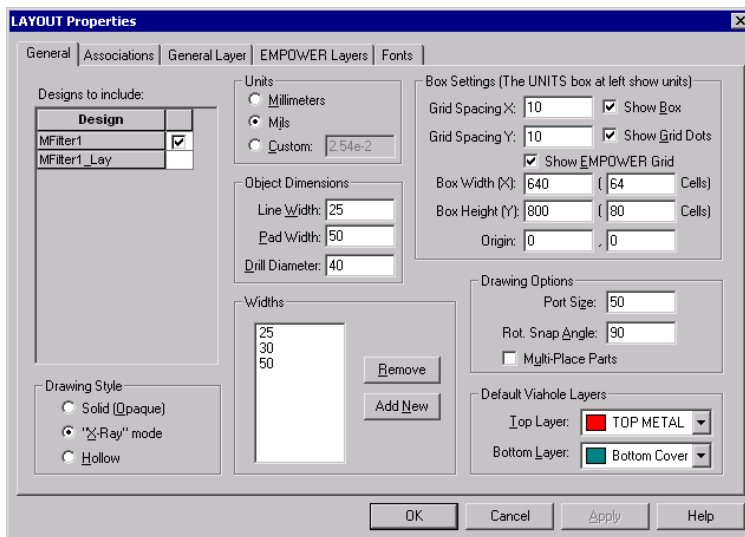 LAYOUT Properties
General Associations General Layer EMPOWER Layers Fonts
Designs to include:
Design
MFilter1
MFilter1_Lay
Drawing Style
Solid (Opaque)
"X-Ray" mode
Hollow
Units
Millimeters
Mils
Custom: 2.54e-2
Object Dimensions
Line Width: 25
Pad Width: 50
Drill Diameter: 40
Widths
25
30
50
Remove
Add New
Box Settings (The UNITS box at left show units)
Grid Spacing X: 10 Show Box
Grid Spacing Y: 10 Show Grid Dots
Show EMPOWER Grid
Box Width (X): 640 ( 64 Cells)
Box Height (Y): 800 ( 80 Cells)
Origin: 0 , 0
Drawing Options
Port Size: 50
Rot. Snap Angle: 90
Multi-Place Parts
Default Viahole Layers
Top Layer: TOP METAL
Bottom Layer: Bottom Cover
OK Cancel Apply Help